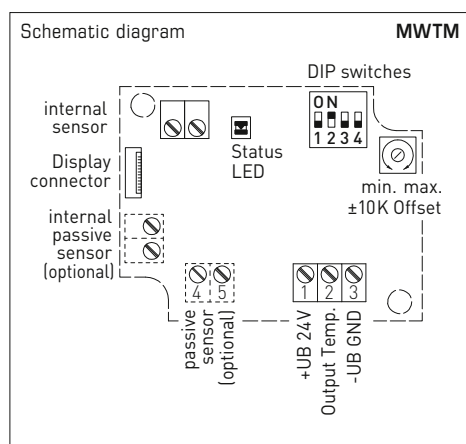 Schematic diagram MWTM
DIP switches
internal
sensor
ON
1 2 3 4
Status
LED
Display
connector
min. max.
±10K Offset
internal
passive
sensor
(optional)
4 5
1 2 3
passive
sensor
(optional)
+UB 24V
Output Temp.
-UB GND